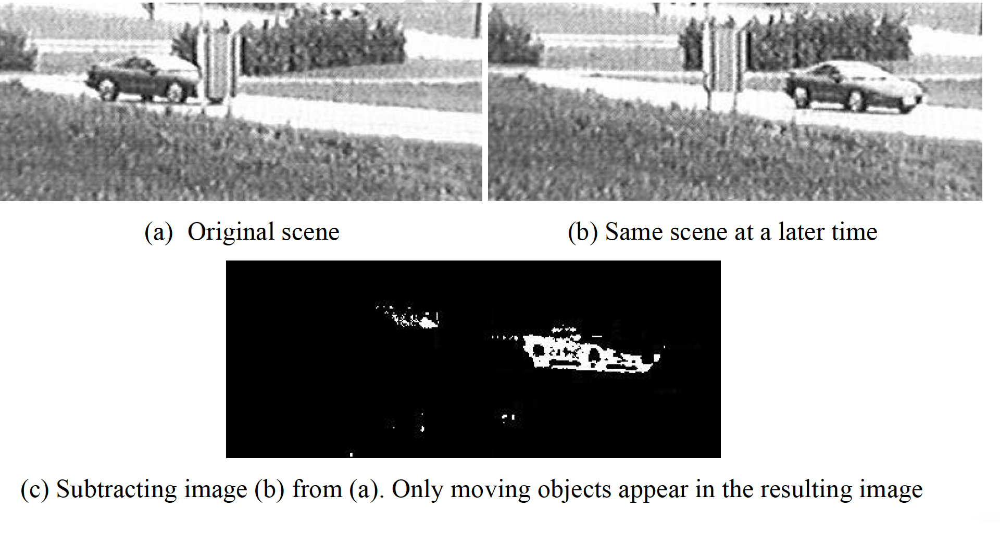 (a) Original scene
(b) Same scene at a later time
(c) Subtracting image (b) from (a). Only moving objects appear in the resulting image